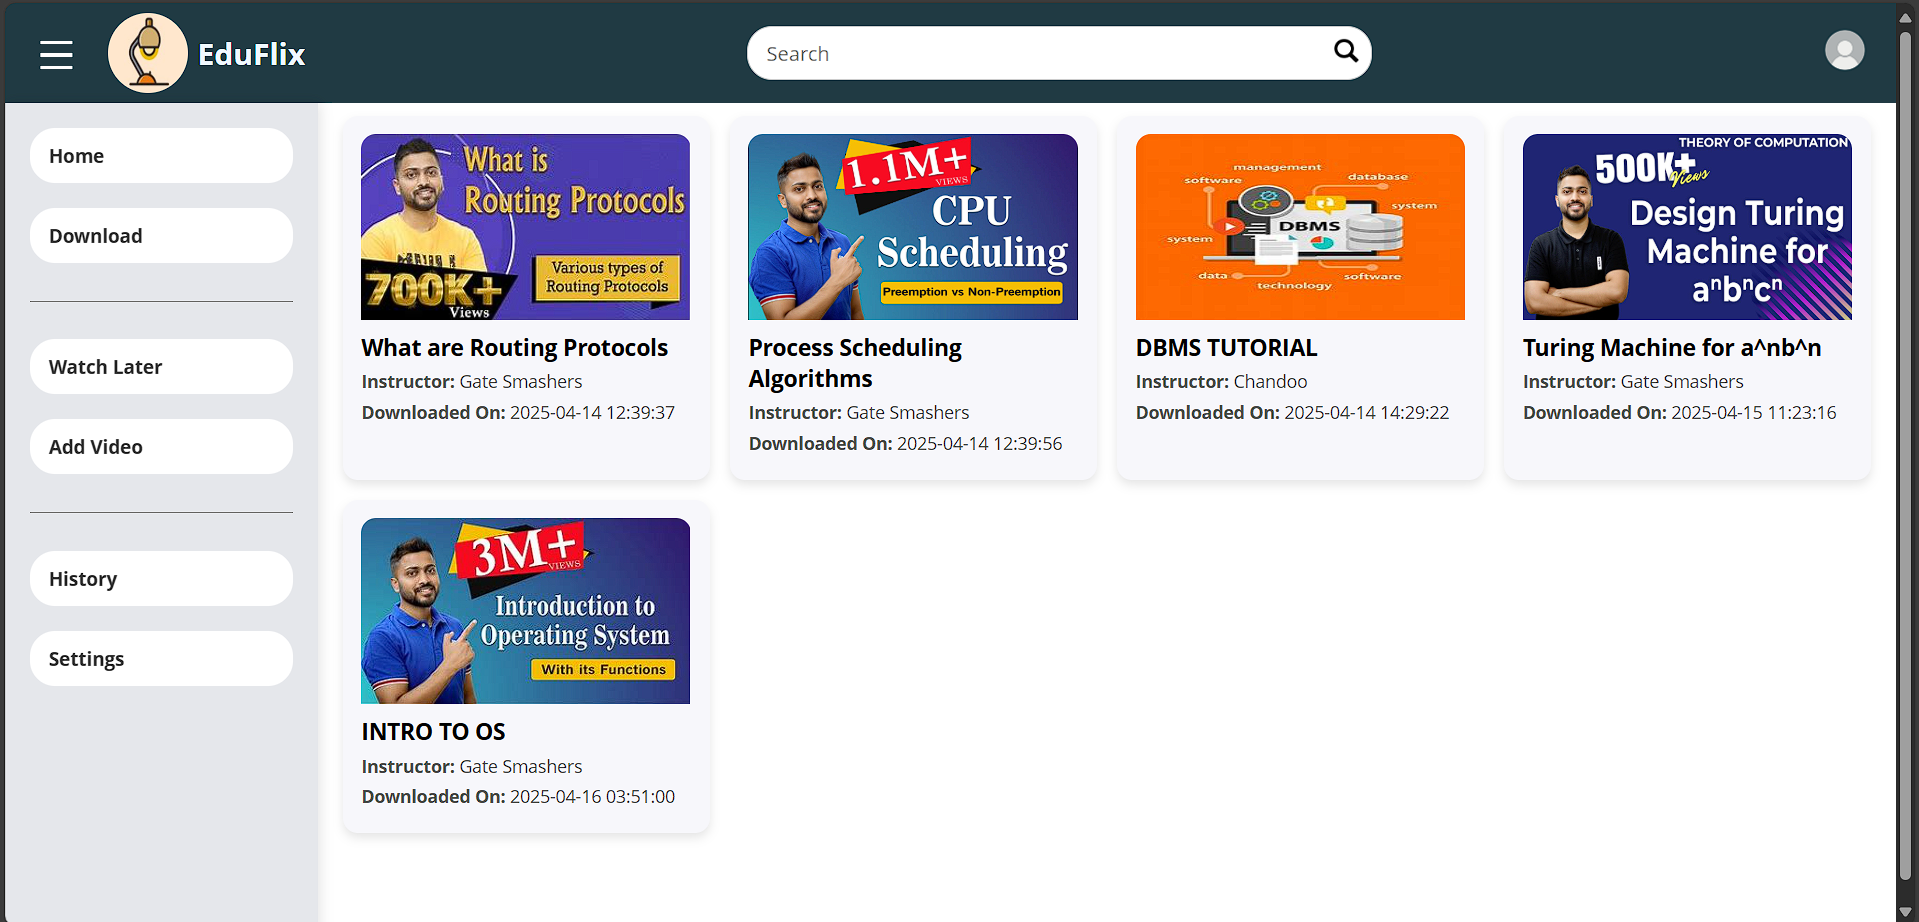 EduFlix
Search
Home
Download
Watch Later
Add Video
History
Settings
What is
Routing Protocols
Various types of
Routing Protocols
700K+
Views
What are Routing Protocols
Instructor: Gate Smashers
Downloaded On: 2025-04-14 12:39:37
1.1M+
VIEWS
CPU
Scheduling
Preemption vs Non-Preemption
Process Scheduling
Algorithms
Instructor: Gate Smashers
Downloaded On: 2025-04-14 12:39:56
management
software
database
system
DBMS
system
data
software
technology
DBMS TUTORIAL
Instructor: Chandoo
Downloaded On: 2025-04-14 14:29:22
THEORY OF COMPUTATION
500K+
Views
Design Turing
Machine for
aⁿbⁿcⁿ
Turing Machine for a^nb^n
Instructor: Gate Smashers
Downloaded On: 2025-04-15 11:23:16
3M+
VIEWS
Introduction to
Operating System
With its Functions
INTRO TO OS
Instructor: Gate Smashers
Downloaded On: 2025-04-16 03:51:00